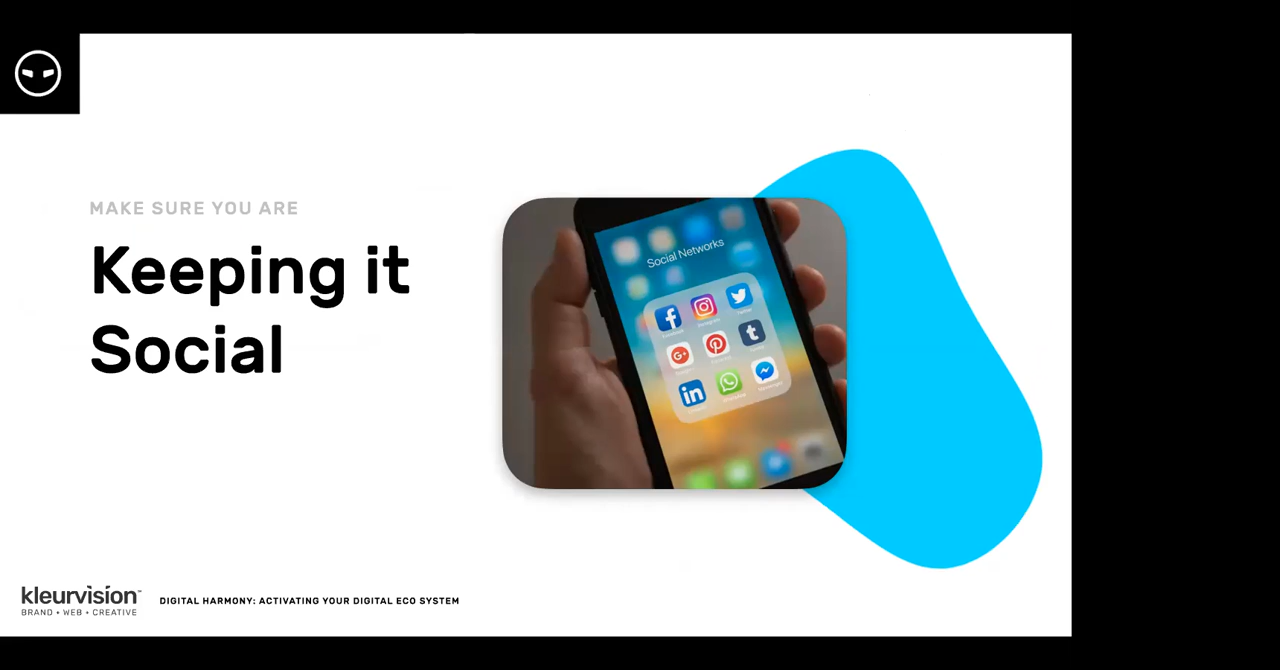 MAKE SURE YOU ARE
Keeping it
Social
Social Networks
kleurvision
BRAND + WEB + CREATIVE
DIGITAL HARMONY: ACTIVATING YOUR DIGITAL ECO SYSTEM